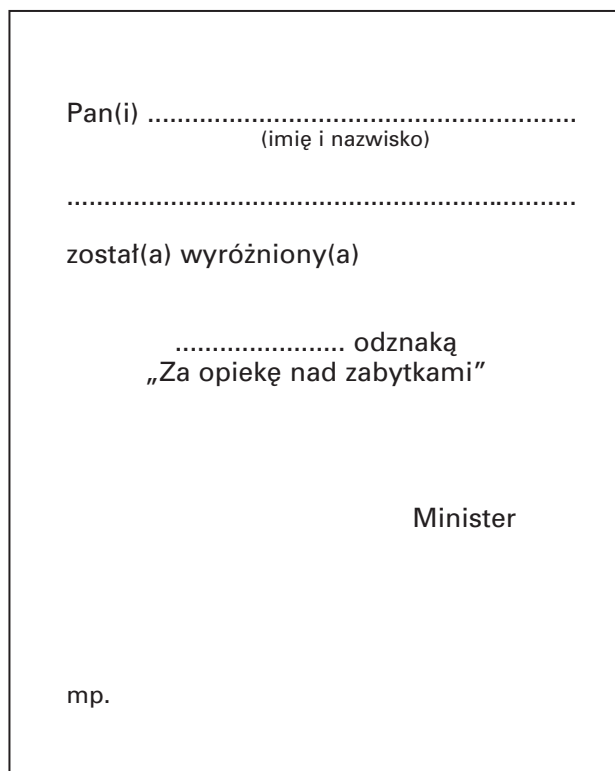 Pan(i) ..........................................................
(imię i nazwisko)
.....................................................................
został(a) wyróżniony(a)
....................... odznaką
„Za opiekę nad zabytkami”
Minister
mp.